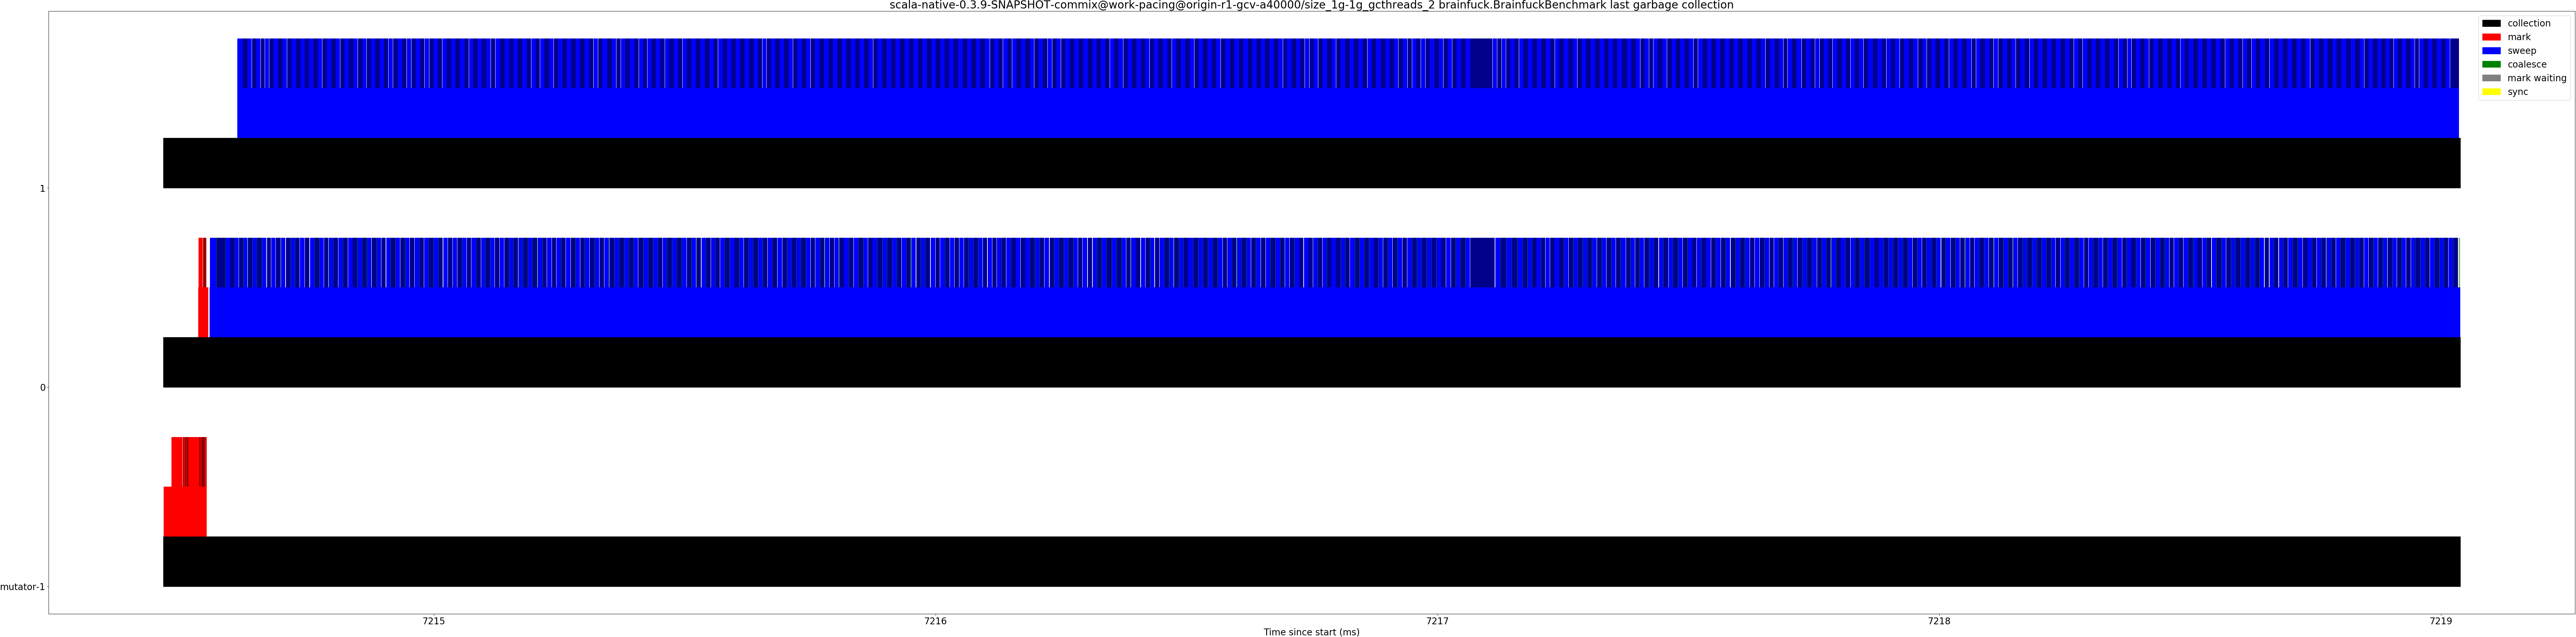 scala-native-0.3.9-SNAPSHOT-commix@work-pacing@origin-r1-gcv-a40000/size_1g-1g_gcthreads_2 brainfuck.BrainfuckBenchmark last garbage collection
collection
mark
sweep
coalesce
mark waiting
sync
1
0
mutator-1
7215 7216 7217 7218 7219
Time since start (ms)